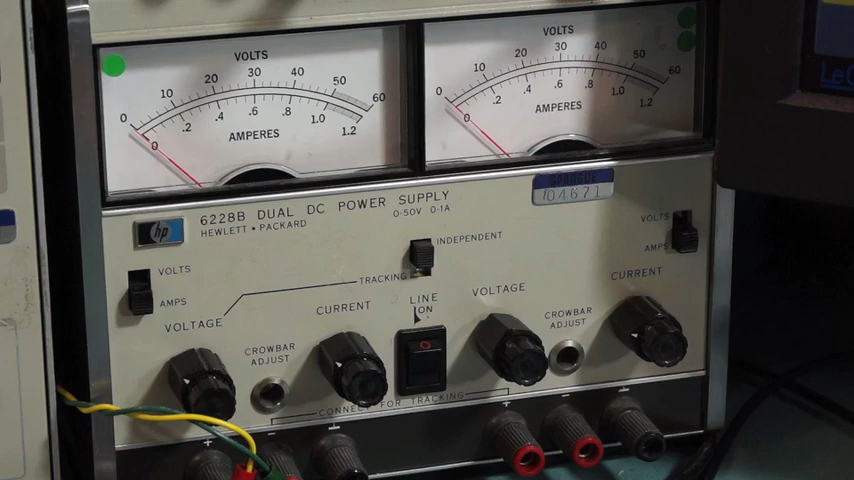 VOLTS
0 10 20 30 40 50 60
0 .2 .4 .6 .8 1.0 1.2
AMPERES
VOLTS
0 10 20 30 40 50 60
0 .2 .4 .6 .8 1.0 1.2
AMPERES
LeC
04671
hp
6228B DUAL DC POWER SUPPLY
HEWLETT • PACKARD
0-50V 0-1A
INDEPENDENT
TRACKING
VOLTS
AMPS
VOLTS
AMPS
VOLTAGE
CURRENT
LINE
ON
VOLTAGE
CURRENT
CROWBAR
ADJUST
CROWBAR
ADJUST
CONNECT FOR TRACKING
+ - + -